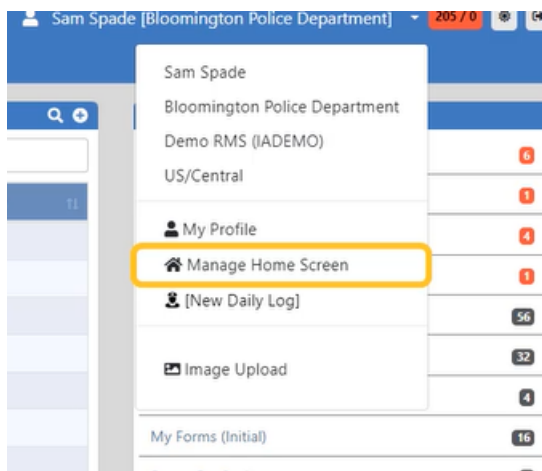 Sam Spade [Bloomington Police Department]
205 / 0
Sam Spade
Bloomington Police Department
Demo RMS (IADEMO)
US/Central
6
1
My Profile
4
Manage Home Screen
1
[New Daily Log]
56
32
Image Upload
4
My Forms (Initial)
16